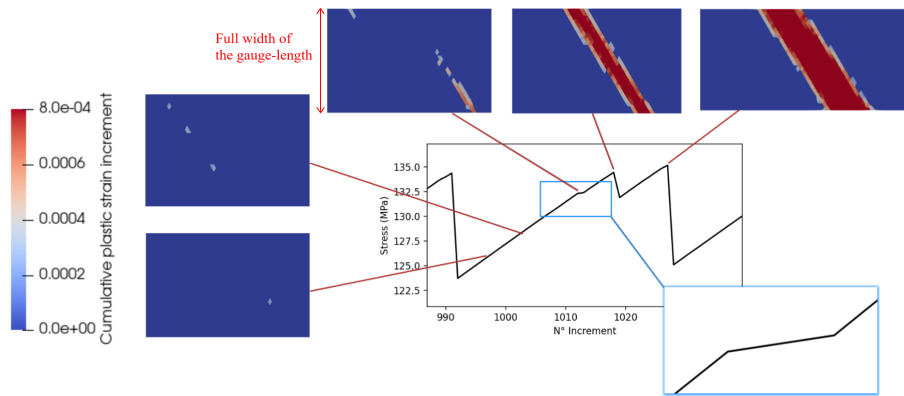 Full width of
the gauge-length
Cumulative plastic strain increment
8.0e-04
0.0006
0.0004
0.0002
0.0e+00
Stress (MPa)
135.0
132.5
130.0
127.5
125.0
122.5
990
1000
1010
1020
N° Increment